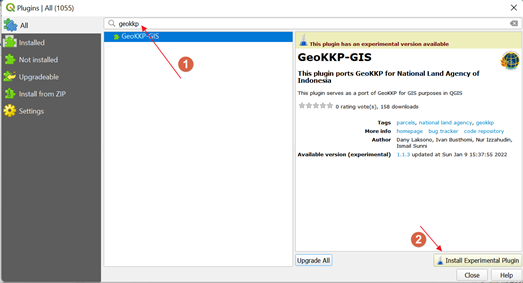 Plugins | All (1055)
All
Installed
Not installed
Upgradeable
Install from ZIP
Settings
geokkp
GeoKKP-GIS
1
This plugin has an experimental version available
GeoKKP-GIS
This plugin ports GeoKKP for National Land Agency of
Indonesia
This plugin serves as a port of GeoKKP for GIS purposes in QGIS
0 rating vote(s), 158 downloads
Tags parcels, national land agency, geokkp
More info homepage bug tracker code repository
Author Dany Laksono, Ivan Busthomi, Nur Izzahudin,
Ismail Sunni
Available version (experimental) 1.1.3 updated at Sun Jan 9 15:37:55 2022
2
Upgrade All
Install Experimental Plugin
Close
Help